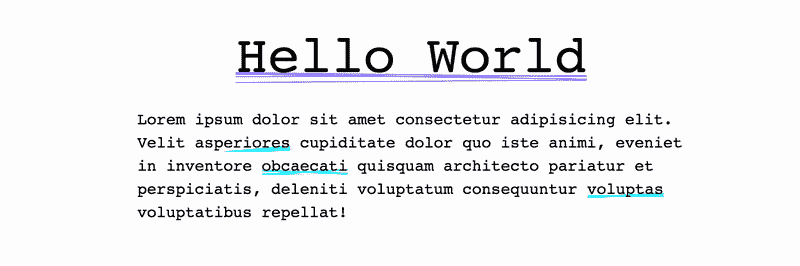 Hello World
Lorem ipsum dolor sit amet consectetur adipisicing elit.
Velit asperiores cupiditate dolor quo iste animi, eveniet
in inventore obcaecati quisquam architecto pariatur et
perspiciatis, deleniti voluptatum consequuntur voluptas
voluptatibus repellat!